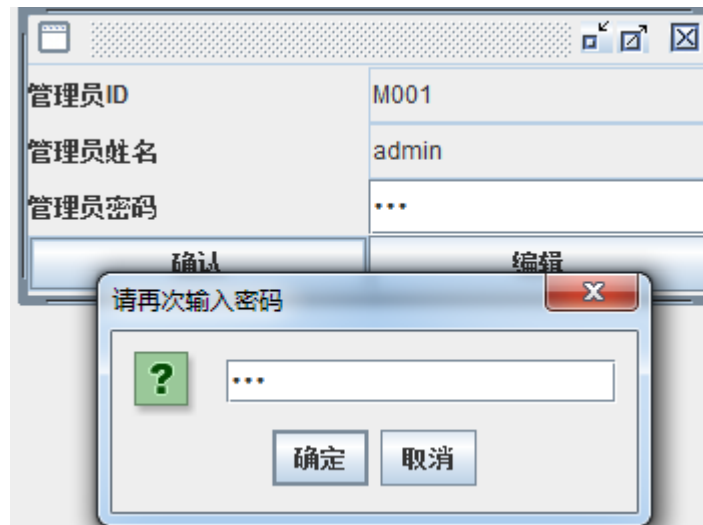 管理员ID M001
管理员姓名 admin
管理员密码 •••
确认 编辑
请再次输入密码
•••
确定 取消